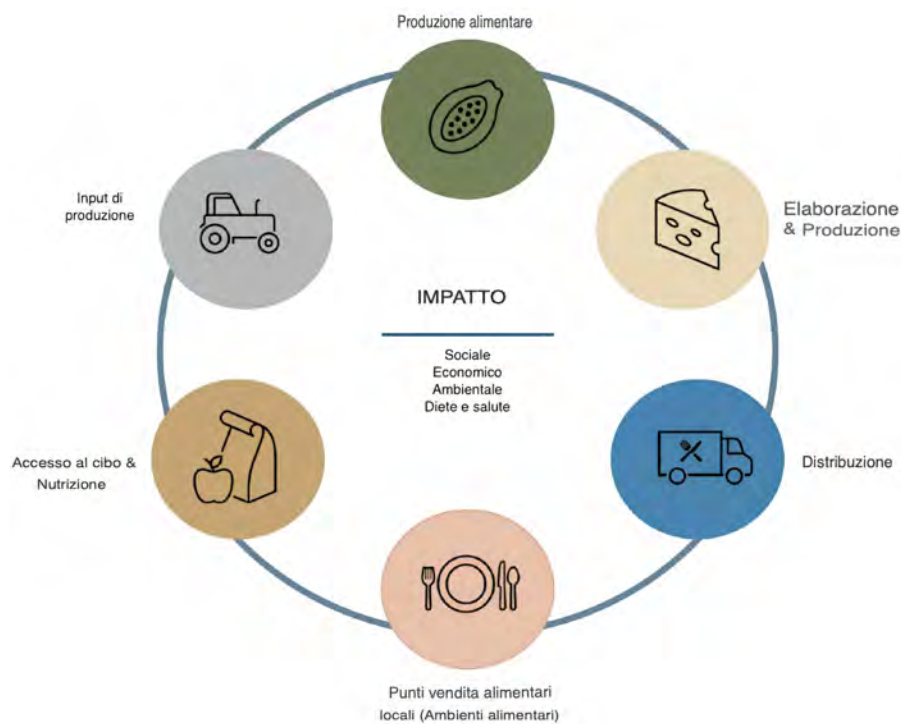 Produzione alimentare
Input di
produzione
Elaborazione
& Produzione
IMPATTO
Sociale
Economico
Ambientale
Diete e salute
Accesso al cibo &
Nutrizione
Distribuzione
Punti vendita alimentari
locali (Ambienti alimentari)